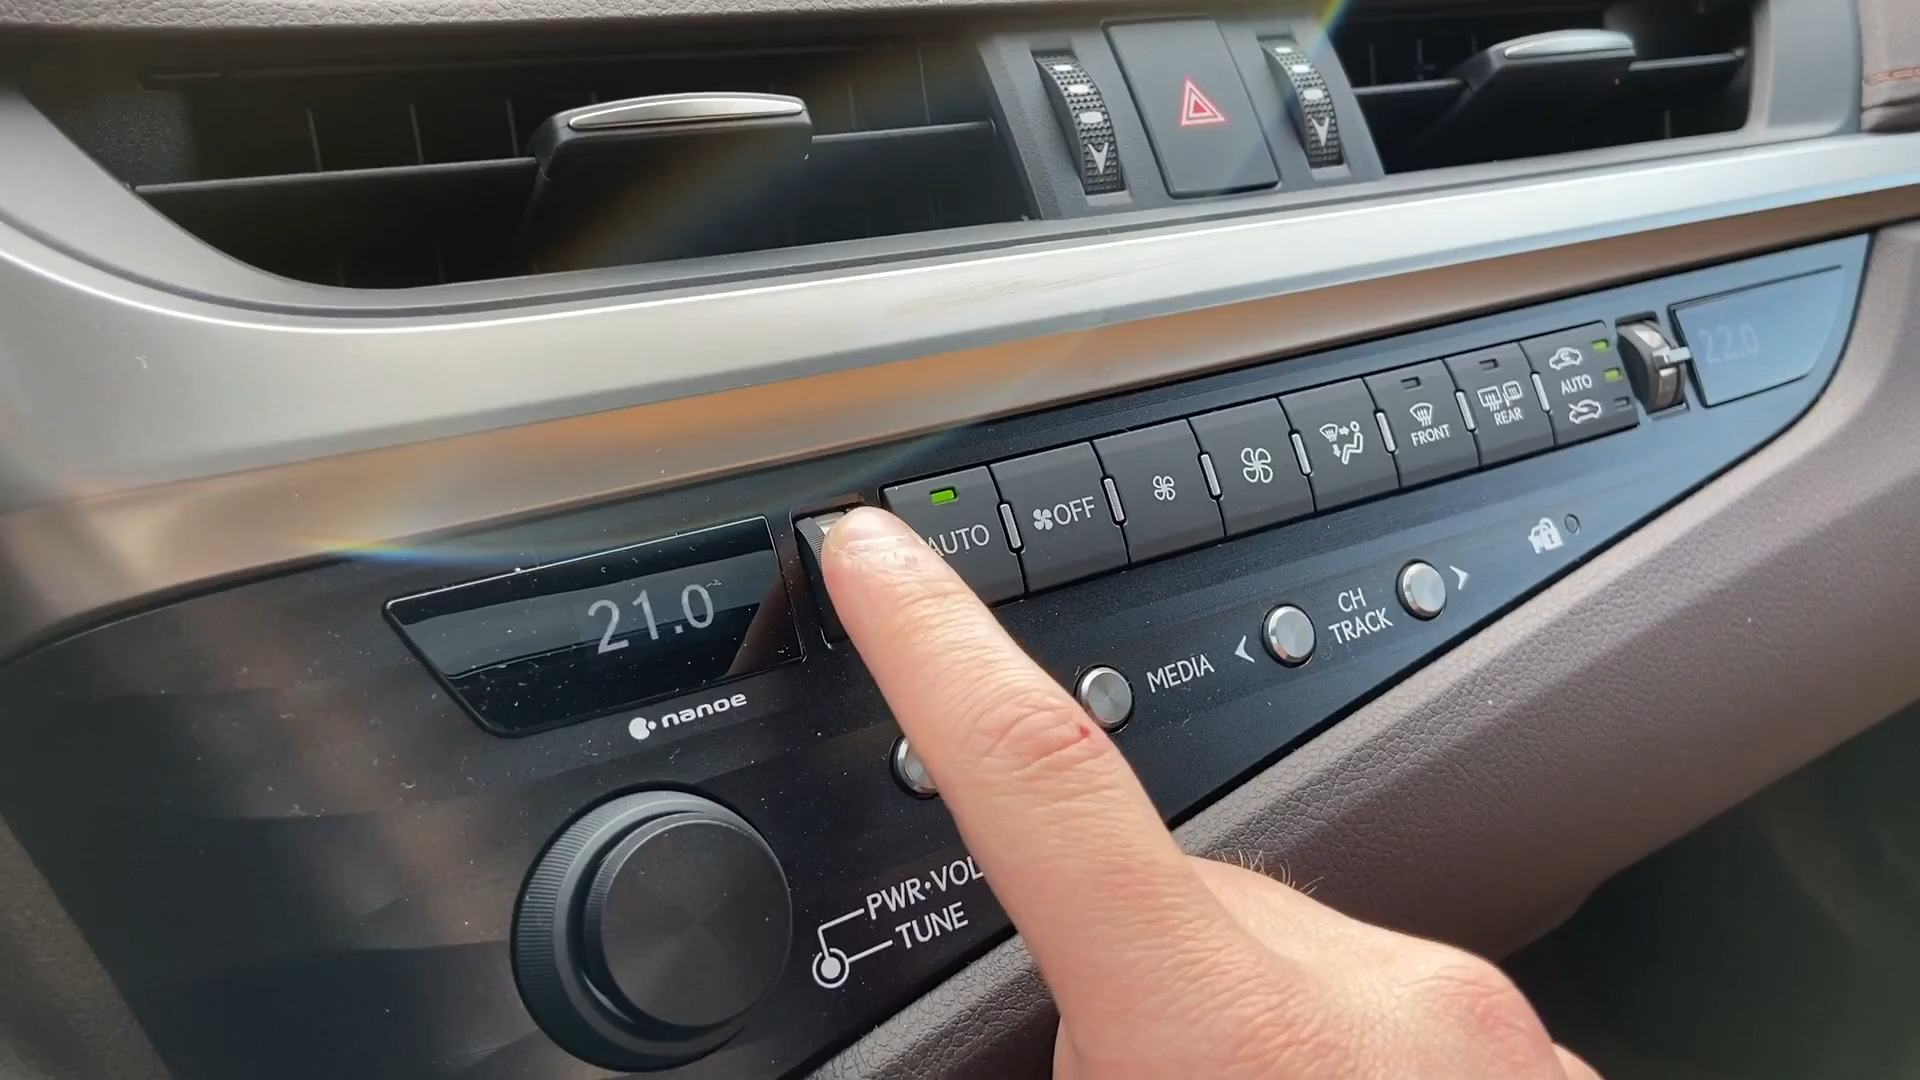 22.0
AUTO
REAR
FRONT
OFF
AUTO
21.0
nanoe
CH
TRACK
MEDIA
PWR•VOL
TUNE